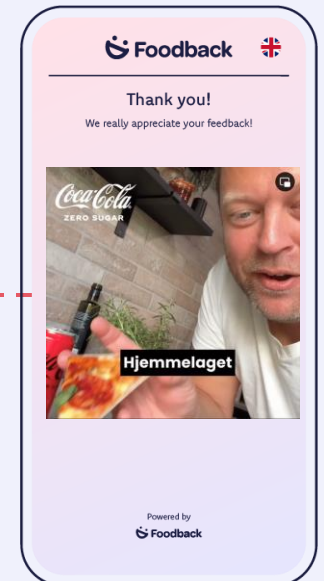 Foodback
Thank you!
We really appreciate your feedback!
Coca-Cola
ZERO SUGAR
Hjemmelaget
Powered by
Foodback